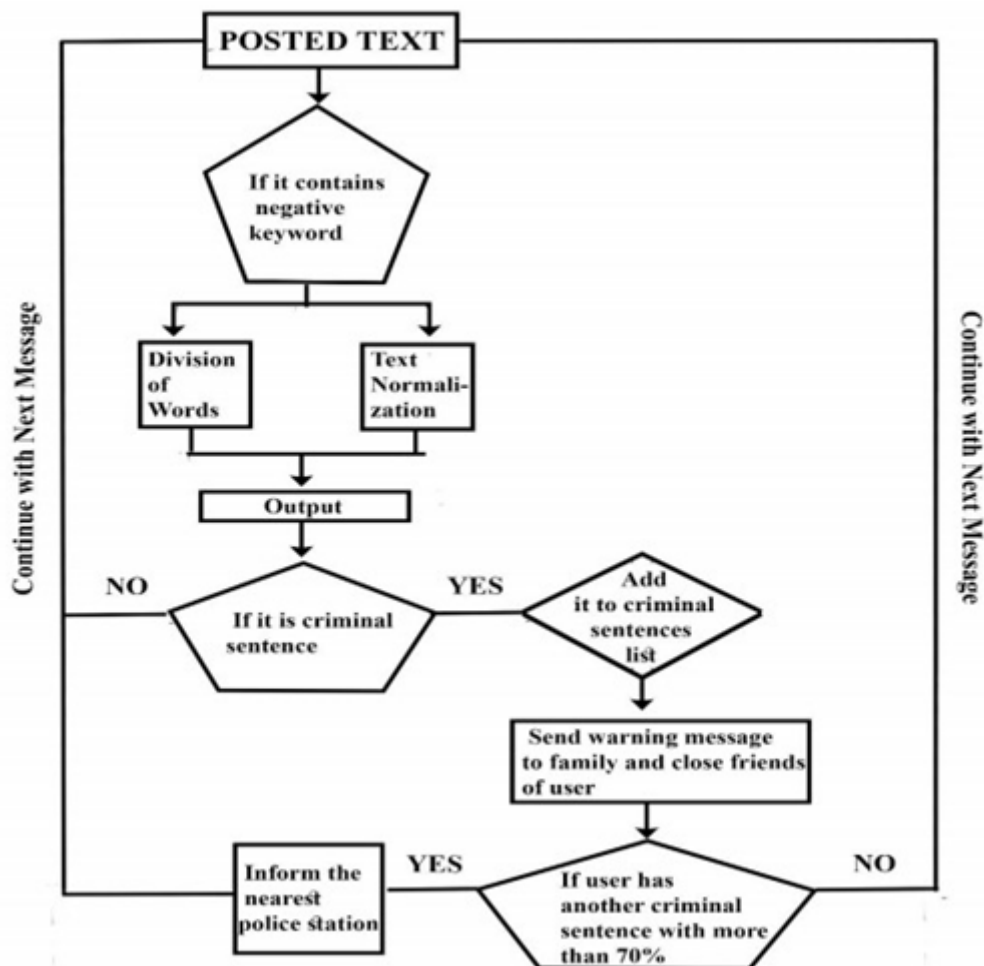 POSTED TEXT
If it contains
negative
keyword
Division
of
Words
Text
Normali-
zation
Output
NO
If it is criminal
sentence
YES
Add
it to criminal
sentences
list
Send warning message
to family and close friends
of user
Inform the
nearest
police station
YES
If user has
another criminal
sentence with more
than 70%
NO
Continue with Next Message
Continue with Next Message